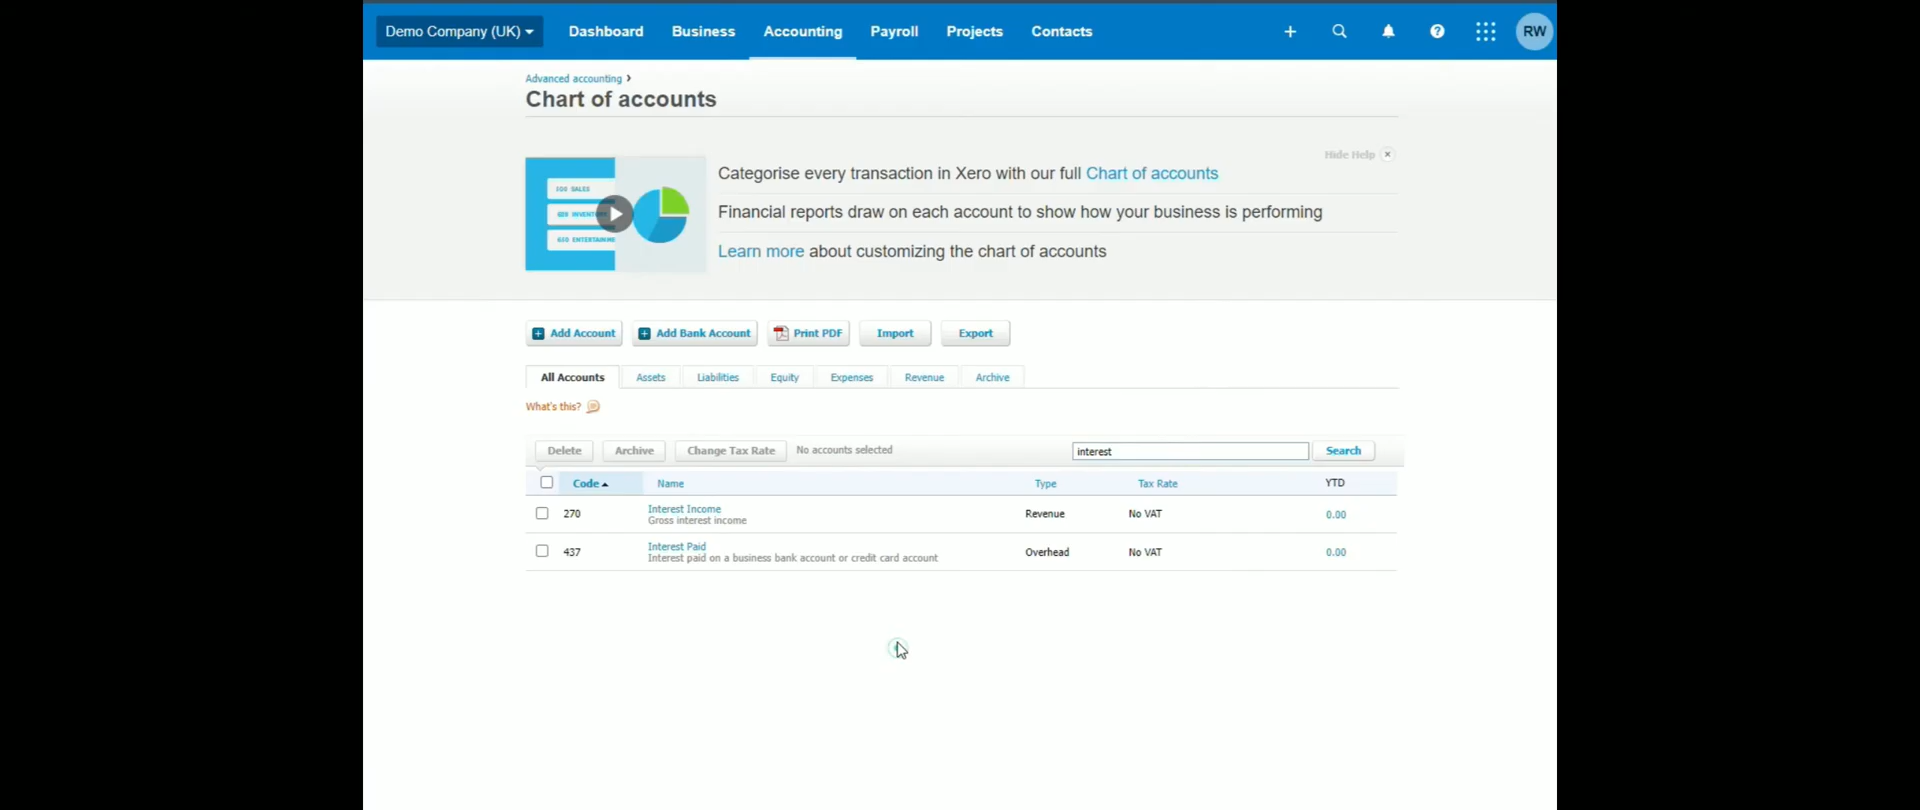 Demo Company (UK)
Dashboard
Business
Accounting
Payroll
Projects
Contacts
RW
Advanced accounting
Chart of accounts
Hide Help
Categorise every transaction in Xero with our full Chart of accounts
Financial reports draw on each account to show how your business is performing
Learn more about customizing the chart of accounts
Add Account
Add Bank Account
Print PDF
Import
Export
All Accounts
Assets
Liabilities
Equity
Expenses
Revenue
Archive
What's this?
Delete
Archive
Change Tax Rate
No accounts selected
interest
Search
Code
Name
Type
Tax Rate
YTD
270
Interest Income
Gross interest income
Revenue
No VAT
0.00
437
Interest Paid
Interest paid on a business bank account or credit card account
Overhead
No VAT
0.00